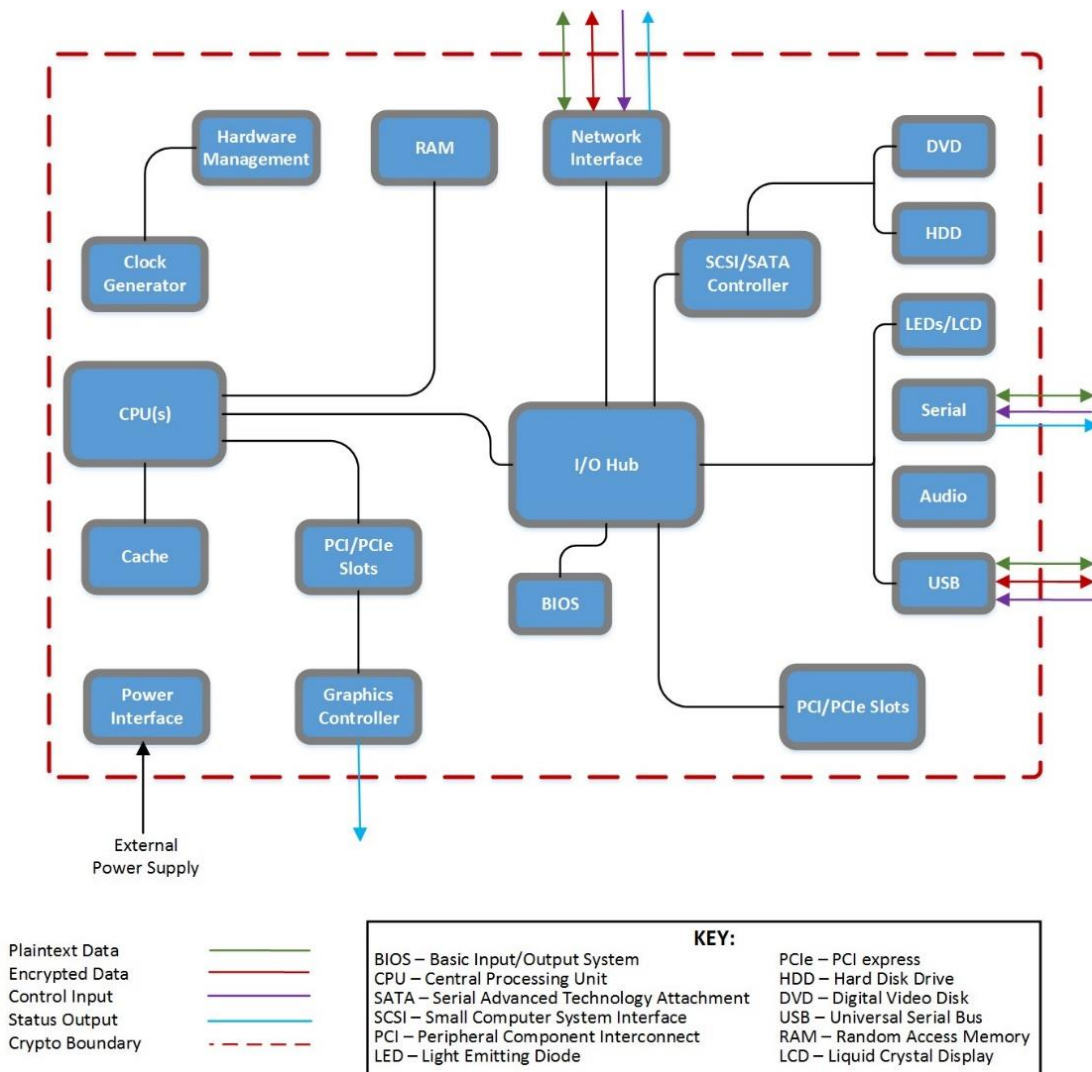 Hardware
Management
RAM
Network
Interface
DVD
HDD
Clock
Generator
SCSI/SATA
Controller
LEDs/LCD
CPU(s)
Serial
I/O Hub
Audio
Cache
PCI/PCIe
Slots
BIOS
USB
Power
Interface
Graphics
Controller
PCI/PCIe Slots
External
Power Supply
Plaintext Data
Encrypted Data
Control Input
Status Output
Crypto Boundary
KEY:
BIOS – Basic Input/Output System
CPU – Central Processing Unit
SATA – Serial Advanced Technology Attachment
SCSI – Small Computer System Interface
PCI – Peripheral Component Interconnect
LED – Light Emitting Diode
PCIe – PCI express
HDD – Hard Disk Drive
DVD – Digital Video Disk
USB – Universal Serial Bus
RAM – Random Access Memory
LCD – Liquid Crystal Display